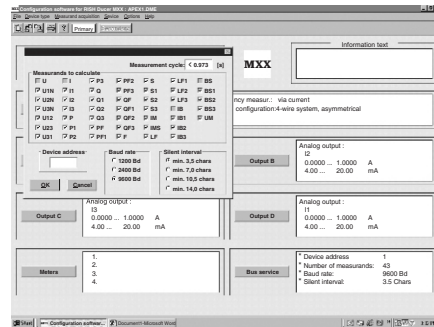 Configuration software for RISH Ducer MXX : APEX1.DME
File Device type Measurand acquisition Service Options Help
Primary
Information text
Measurement cycle: < 0.973 [s]
MXX
Measurands to calculate
U I P3 PF2 S LF1 BS
U1N I1 Q PF3 S1 LF2 BS1
U2N I2 Q1 QF S2 LF3 BS2
U3N I3 Q2 QF1 S3 IB BS3
U12 P Q3 QF2 IM IB1 UM
U23 P1 PF QF3 IMS IB2
U31 P2 PF1 F LF IB3
ncy measur.: via current
configuration:4-wire system, asymmetrical
Device address
Baud rate
1200 Bd
2400 Bd
9600 Bd
Silent interval
min. 3,5 chars
min. 7,0 chars
min. 10,5 chars
min. 14,0 chars
OK Cancel
Output B
Analog output :
I2
0.0000 ... 1.0000 A
4.00 ... 20.00 mA
Output C
Analog output :
I3
0.0000 ... 1.0000 A
4.00 ... 20.00 mA
Output D
Analog output :
I1
0.0000 ... 1.0000 A
4.00 ... 20.00 mA
Meters
1.
2.
3.
4.
Bus service
* Device address 1
* Number of measurands: 43
* Baud rate: 9600 Bd
* Silent interval: 3.5 Chars
Start Configuration softwar... Document1-Microsoft Word